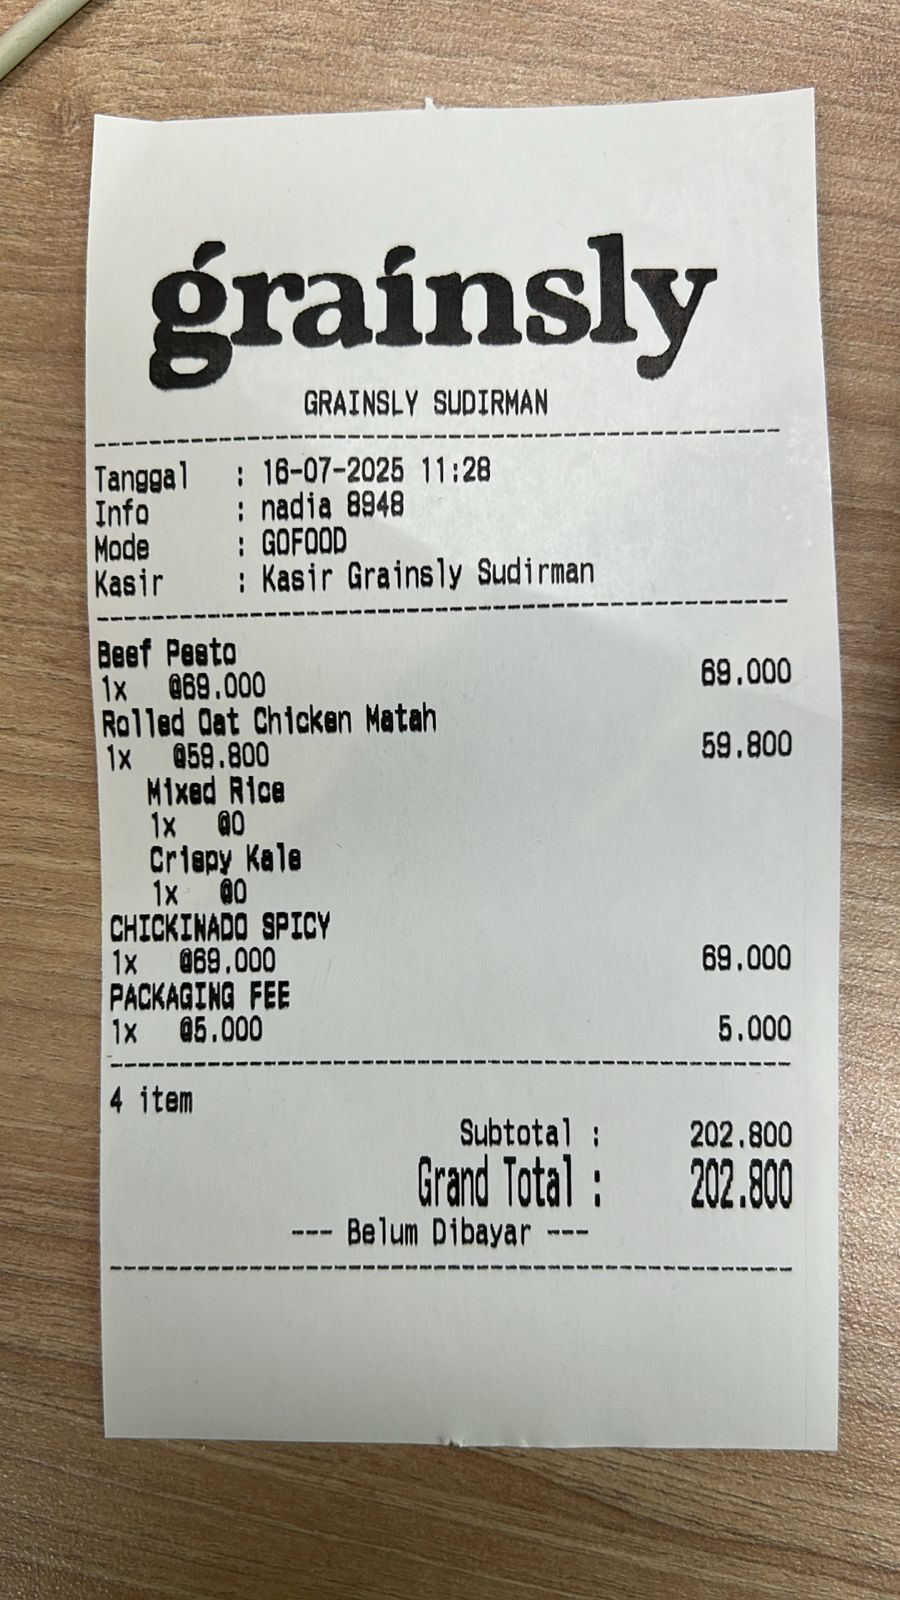 grainsly
GRAINSLY SUDIRMAN
Tanggal : 16-07-2025 11:28
Info : nadia 8948
Mode : GOFOOD
Kasir : Kasir Grainsly Sudirman
Beef Pesto
1x @69.000 69.000
Rolled Oat Chicken Matah
1x @59.800 59.800
Mixed Rice
1x @0
Crispy Kale
1x @0
CHICKINADO SPICY
1x @69.000 69.000
PACKAGING FEE
1x @5.000 5.000
4 item
Subtotal : 202.800
Grand Total : 202.800
--- Belum Dibayar ---